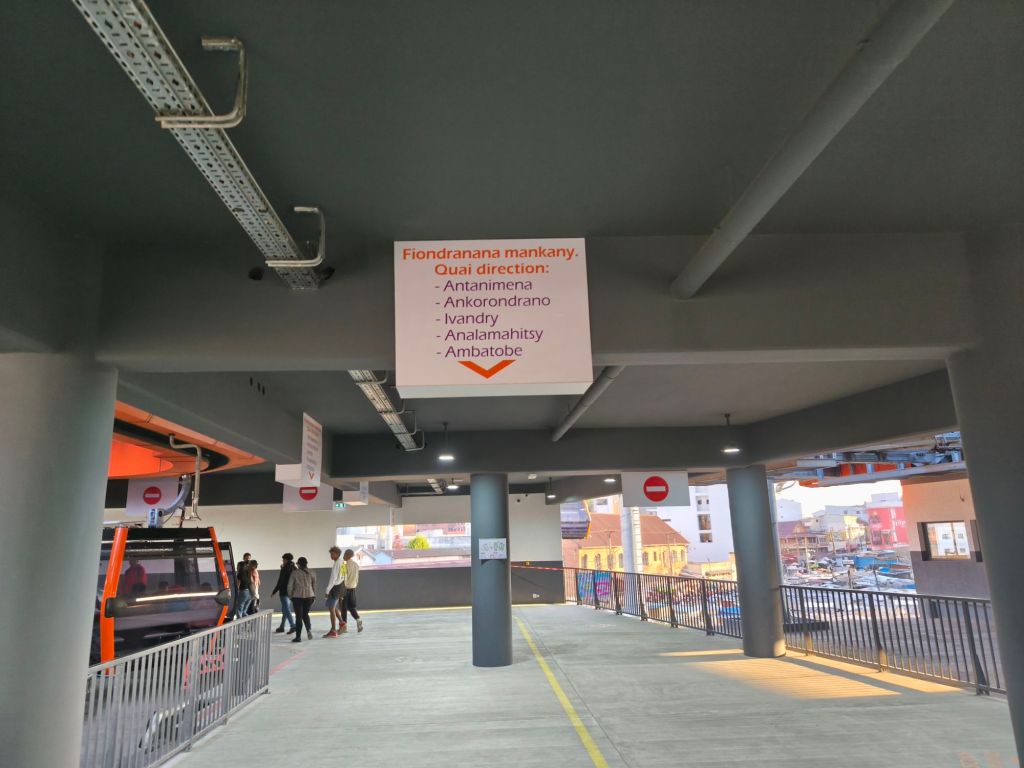 Fiondranana mankany.
Quai direction:
- Antanimena
- Ankorondrano
- Ivandry
- Analamahitsy
- Ambatobe